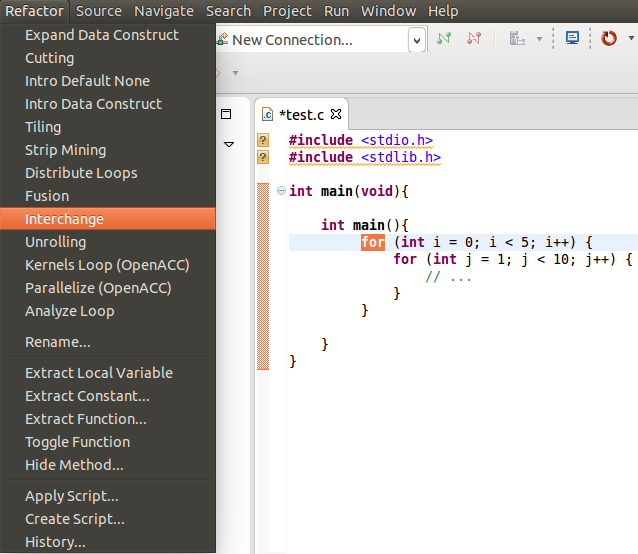 Refactor Source Navigate Search Project Run Window Help
Expand Data Construct
Cutting
Intro Default None
Intro Data Construct
Tiling
Strip Mining
Distribute Loops
Fusion
Interchange
Unrolling
Kernels Loop (OpenACC)
Parallelize (OpenACC)
Analyze Loop
Rename...
Extract Local Variable
Extract Constant...
Extract Function...
Toggle Function
Hide Method...
Apply Script...
Create Script...
History...
New Connection...
*test.c
#include <stdio.h>
#include <stdlib.h>
int main(void){
int main(){
for (int i = 0; i < 5; i++) {
for (int j = 1; j < 10; j++) {
// ...
}
}
}
}